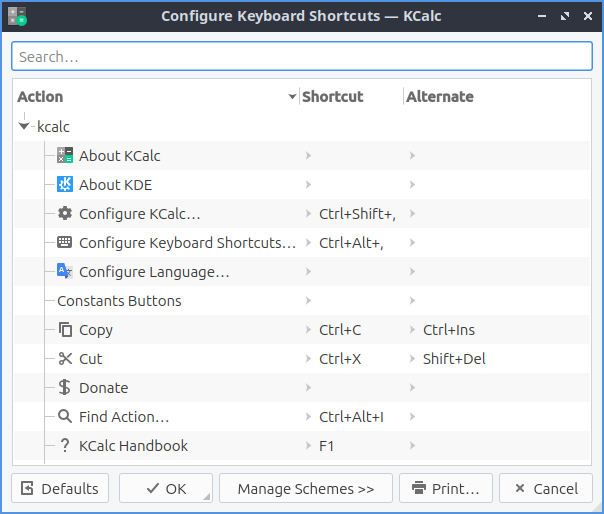 Configure Keyboard Shortcuts — KCalc
Search...
Action Shortcut Alternate
kcalc
About KCalc
About KDE
Configure KCalc... Ctrl+Shift+,
Configure Keyboard Shortcuts... Ctrl+Alt+,
Configure Language...
Constants Buttons
Copy Ctrl+C Ctrl+Ins
Cut Ctrl+X Shift+Del
Donate
Find Action... Ctrl+Alt+I
KCalc Handbook F1
Defaults OK Manage Schemes >> Print... Cancel